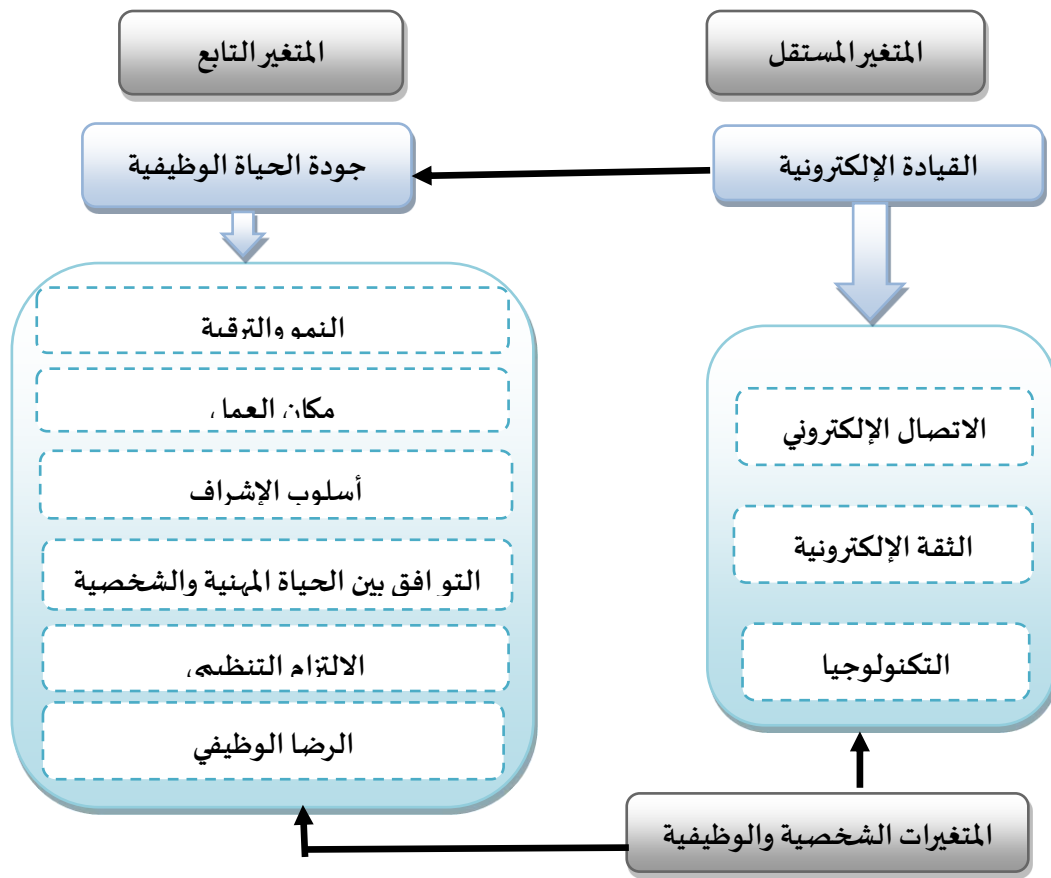 المتغير المستقل
المتغير التابع
القيادة الإلكترونية
جودة الحياة الوظيفية
الاتصال الإلكتروني
الثقة الإلكترونية
التكنولوجيا
النمو والترقية
مكان العمل
أسلوب الإشراف
التوافق بين الحياة المهنية والشخصية
الالتزام التنظيمي
الرضا الوظيفي
المتغيرات الشخصية والوظيفية